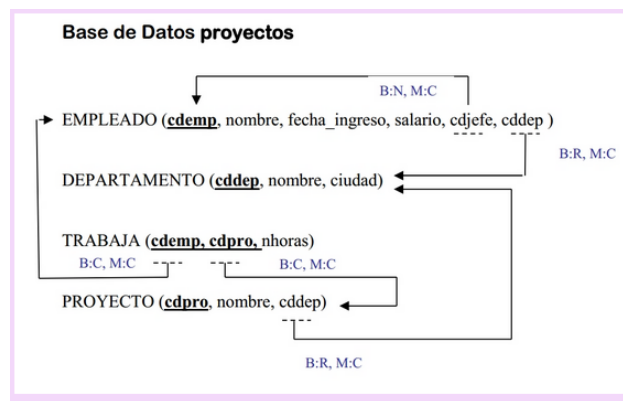 Base de Datos proyectos
B:N, M:C
EMPLEADO (cdemp, nombre, fecha_ingreso, salario, cdjefe, cddep )
B:R, M:C
DEPARTAMENTO (cddep, nombre, ciudad)
TRABAJA (cdemp, cdpro, nhoras)
B:C, M:C B:C, M:C
PROYECTO (cdpro, nombre, cddep)
B:R, M:C